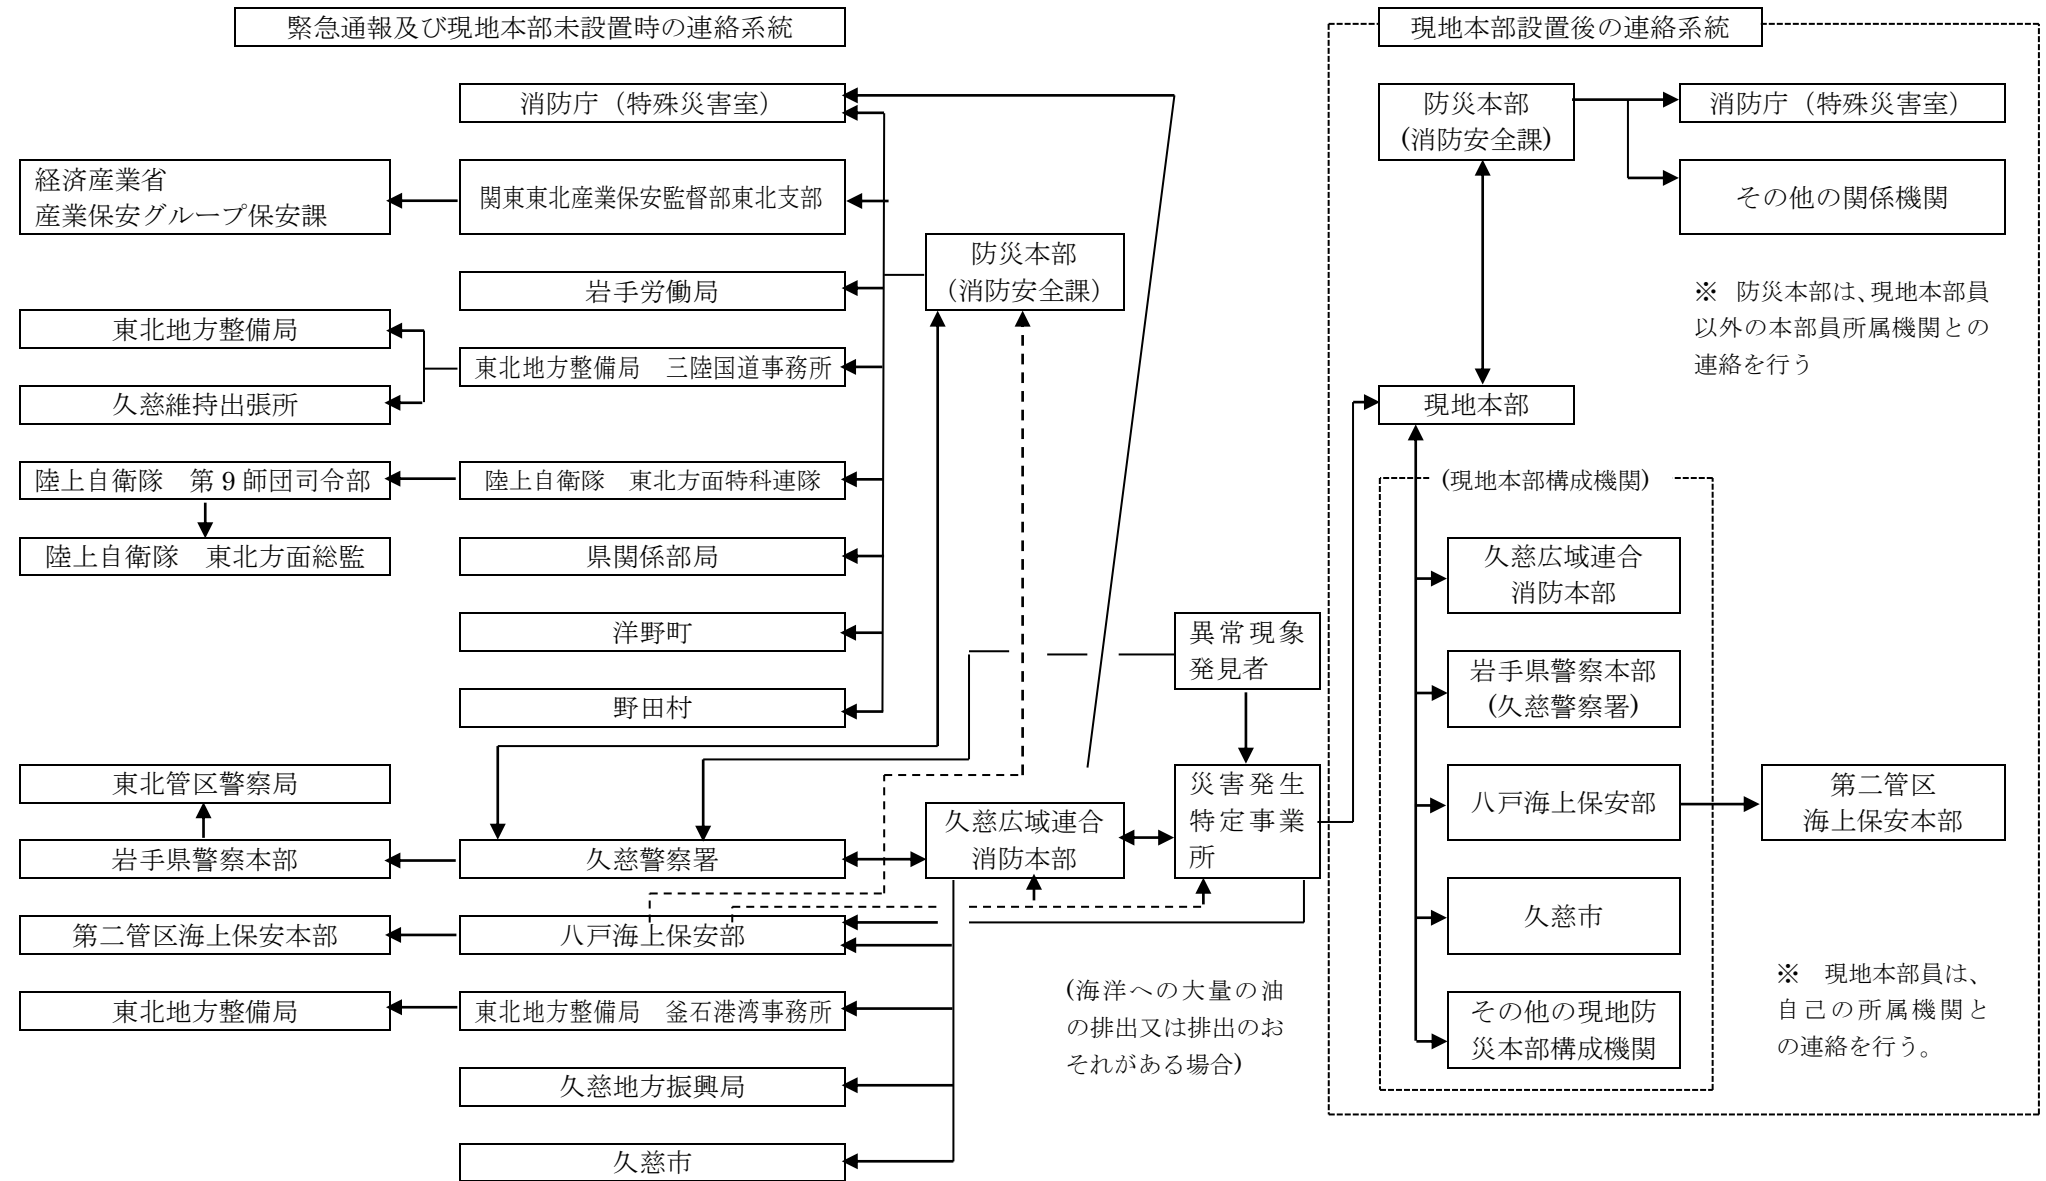 緊急通報及び現地本部未設置時の連絡系統
消防庁（特殊災害室）
経済産業省
産業保安グループ保安課
関東東北産業保安監督部東北支部
防災本部
（消防安全課）
岩手労働局
東北地方整備局
東北地方整備局　三陸国道事務所
久慈維持出張所
陸上自衛隊　第９師団司令部
陸上自衛隊　東北方面特科連隊
陸上自衛隊　東北方面総監
県関係部局
洋野町
異常現象
発見者
野田村
東北管区警察局
岩手県警察本部
久慈警察署
久慈広域連合
消防本部
災害発生
特定事業
所
第二管区海上保安本部
八戸海上保安部
東北地方整備局
東北地方整備局　釜石港湾事務所
(海洋への大量の油
の排出又は排出のお
それがある場合)
久慈地方振興局
久慈市
現地本部設置後の連絡系統
防災本部
(消防安全課)
消防庁（特殊災害室）
その他の関係機関
※　防災本部は、現地本部員
以外の本部員所属機関との
連絡を行う
現地本部
(現地本部構成機関)
久慈広域連合
消防本部
岩手県警察本部
(久慈警察署)
八戸海上保安部
第二管区
海上保安本部
久慈市
その他の現地防
災本部構成機関
※　現地本部員は、
自己の所属機関と
の連絡を行う。